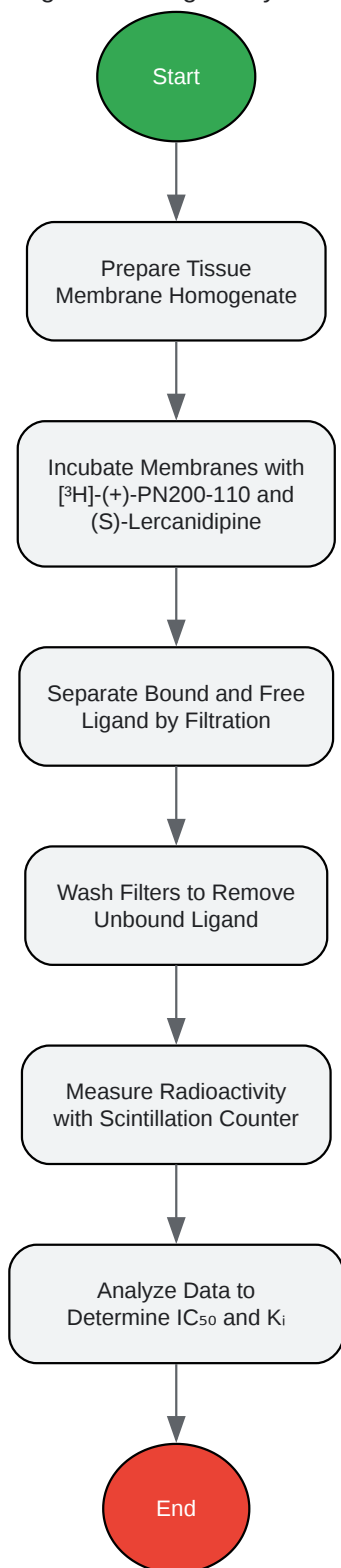 Start
Prepare Tissue
Membrane Homogenate
Incubate Membranes with
[³H]-(+)-PN200-110 and
(S)-Lercanidipine
Separate Bound and Free
Ligand by Filtration
Wash Filters to Remove
Unbound Ligand
Measure Radioactivity
with Scintillation Counter
Analyze Data to
Determine IC₅₀ and Kᵢ
End